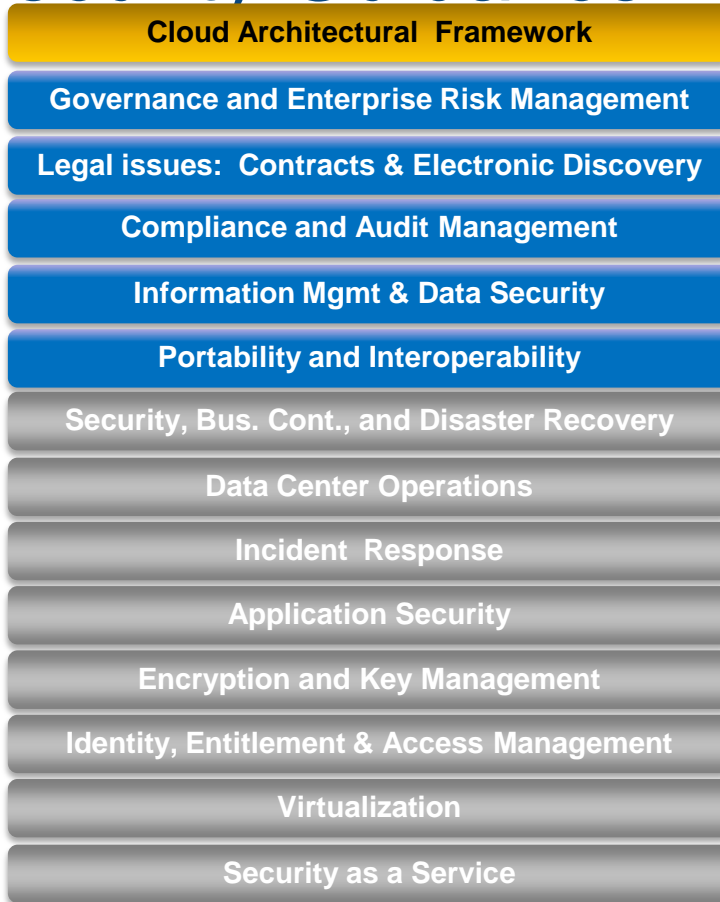 Cloud Architectural Framework
Governance and Enterprise Risk Management
Legal issues: Contracts & Electronic Discovery
Compliance and Audit Management
Information Mgmt & Data Security
Portability and Interoperability
Security, Bus. Cont., and Disaster Recovery
Data Center Operations
Incident Response
Application Security
Encryption and Key Management
Identity, Entitlement & Access Management
Virtualization
Security as a Service